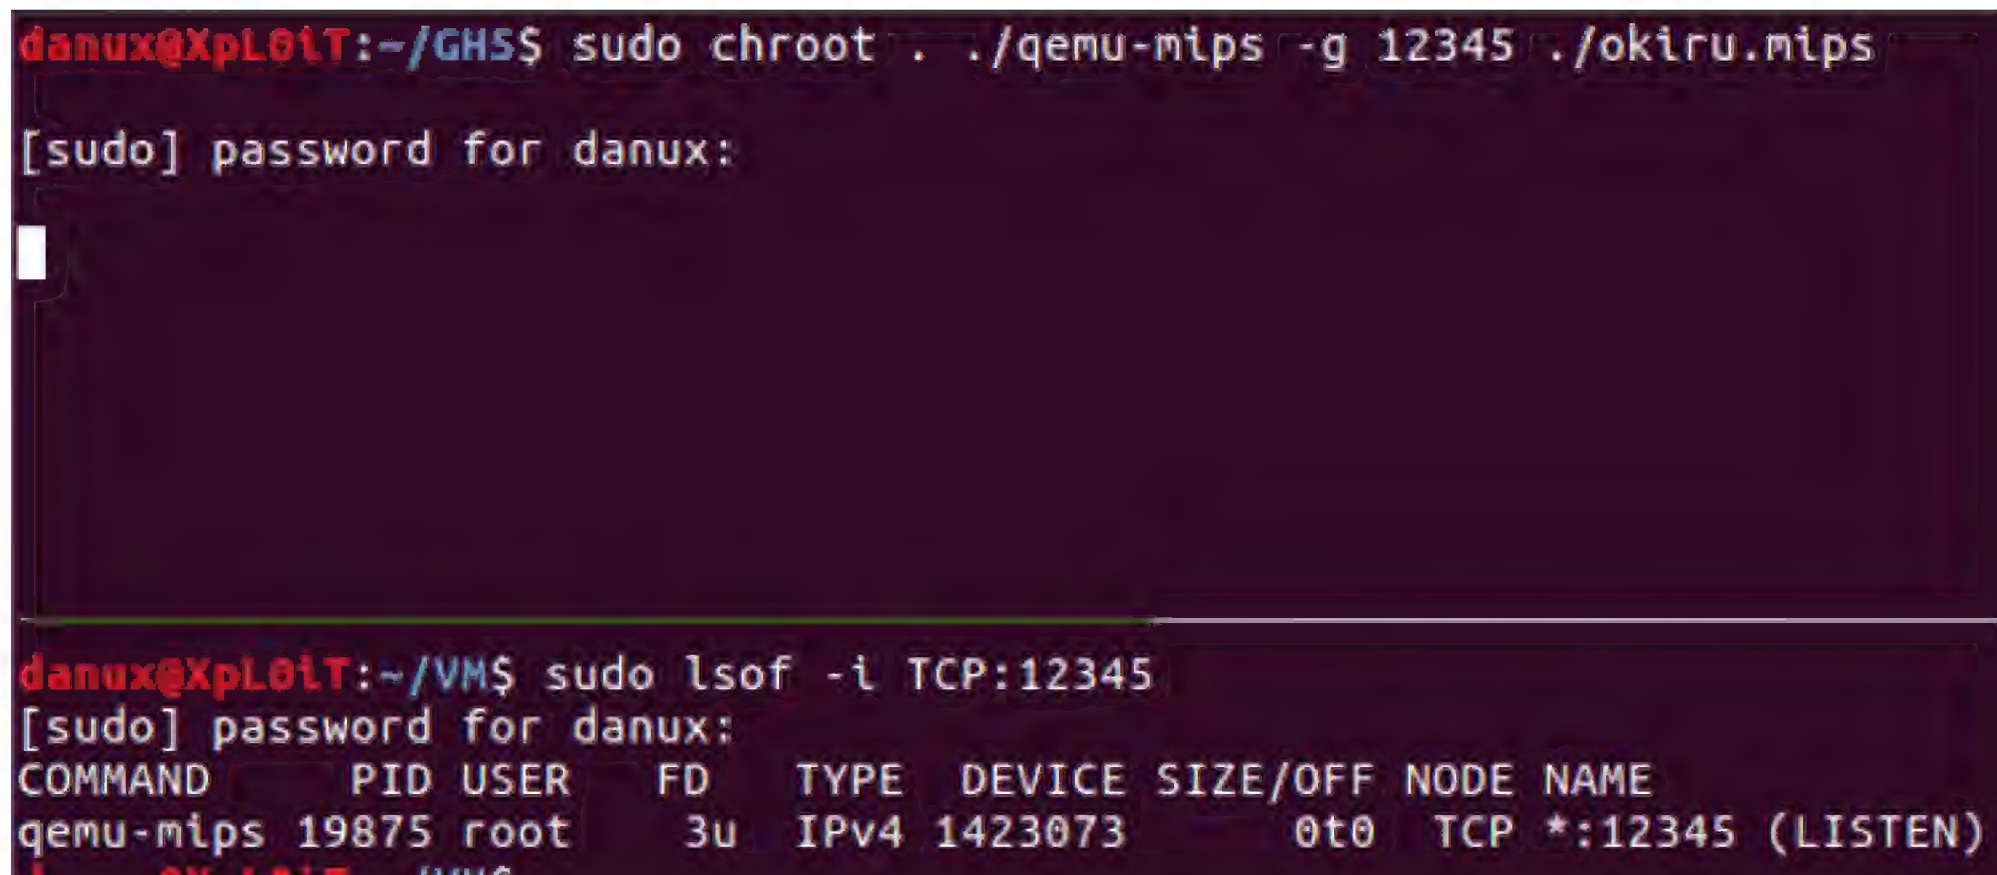 danux@XpL0iT:~/GHS$ sudo chroot . ./qemu-mips -g 12345 ./okiru.mips
[sudo] password for danux:
danux@XpL0iT:~/VM$ sudo lsof -i TCP:12345
[sudo] password for danux:
COMMAND PID USER FD TYPE DEVICE SIZE/OFF NODE NAME
qemu-mips 19875 root 3u IPv4 1423073 0t0 TCP *:12345 (LISTEN)